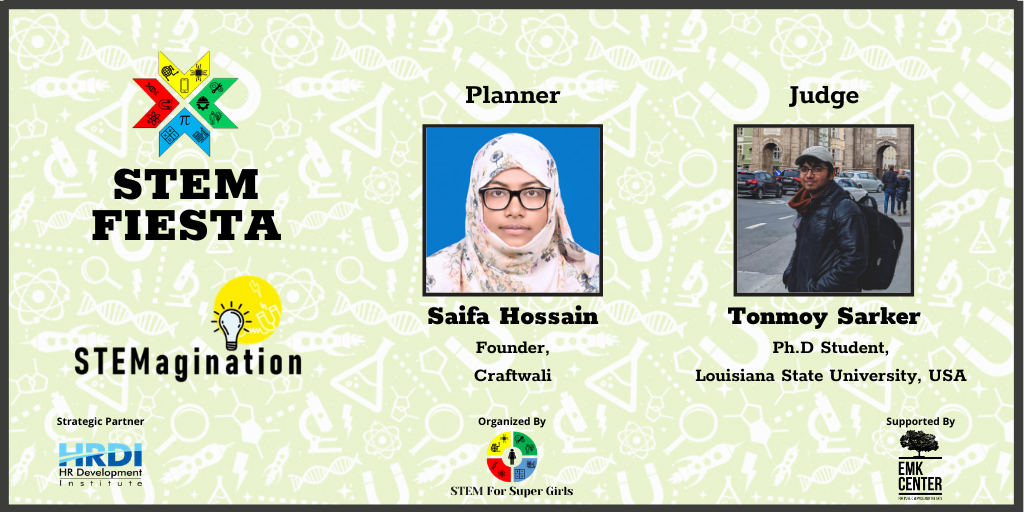 STEM
FIESTA
STEMagination
Planner
Saifa Hossain
Founder,
Craftwali
Judge
Tonmoy Sarker
Ph.D Student,
Louisiana State University, USA
Strategic Partner
HRDI
HR Development
Institute
Organized By
STEM For Super Girls
Supported By
EMK
CENTER